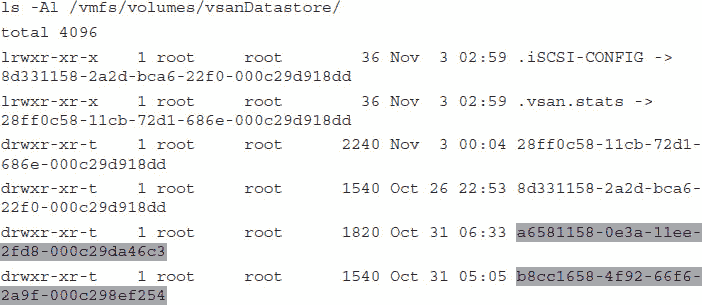 ls -Al /vmfs/volumes/vsanDatastore/
total 4096
lrwxr-xr-x 1 root root 36 Nov 3 02:59 .iSCSI-CONFIG ->
8d331158-2a2d-bca6-22f0-000c29d918dd
lrwxr-xr-x 1 root root 36 Nov 3 02:59 .vsan.stats ->
28ff0c58-11cb-72d1-686e-000c29d918dd
drwxr-xr-t 1 root root 2240 Nov 3 00:04 28ff0c58-11cb-72d1-
686e-000c29d918dd
drwxr-xr-t 1 root root 1540 Oct 26 22:53 8d331158-2a2d-bca6-
22f0-000c29d918dd
drwxr-xr-t 1 root root 1820 Oct 31 06:33 a6581158-0e3a-11ee-
2fd8-000c29da46c3
drwxr-xr-t 1 root root 1540 Oct 31 05:05 b8cc1658-4f92-66f6-
2a9f-000c298ef254